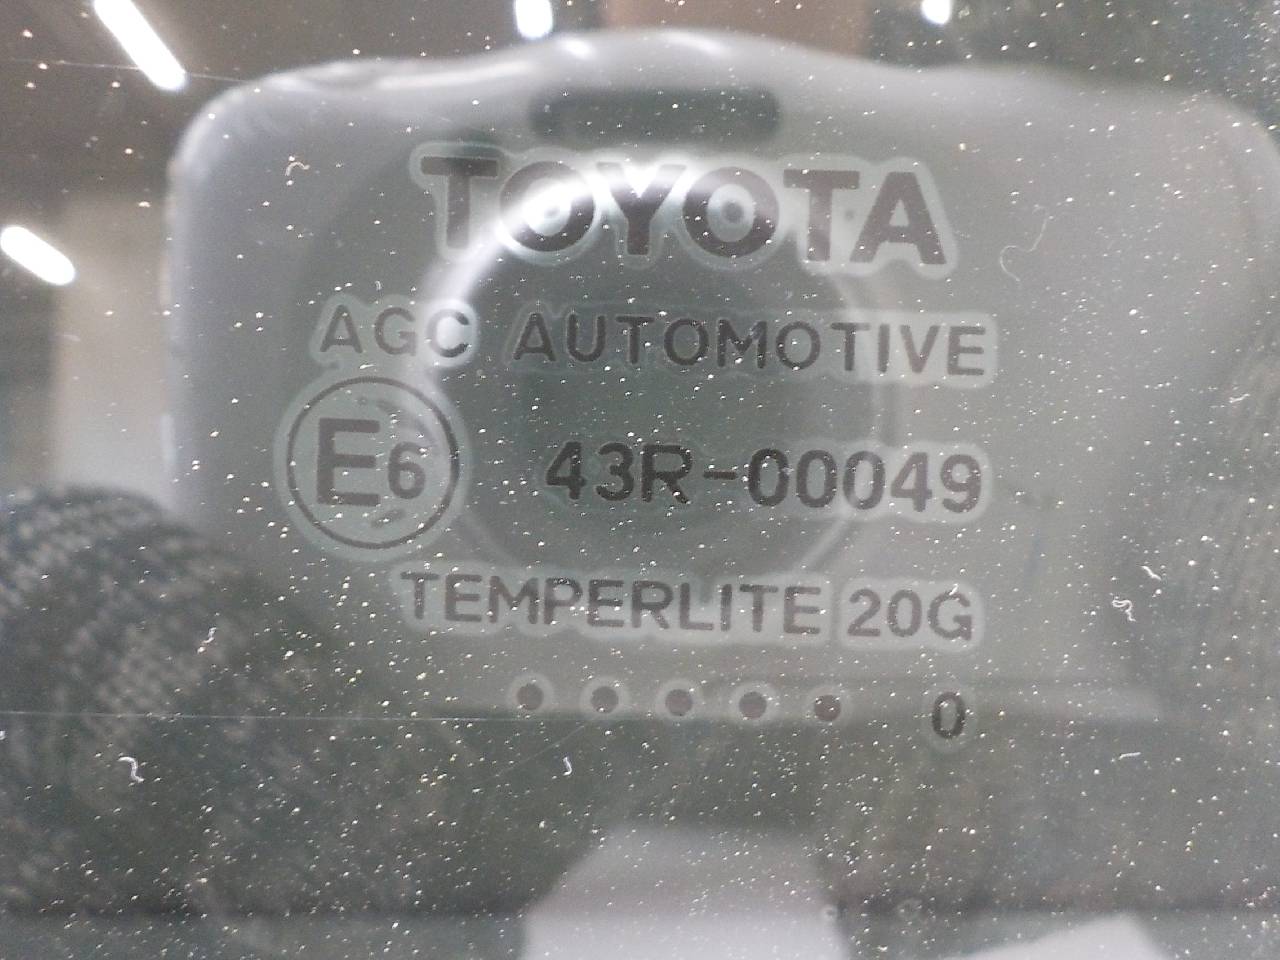 TOYOTA
AGC AUTOMOTIVE
E6 43R-00049
TEMPERLITE 20G
• • • • • 0